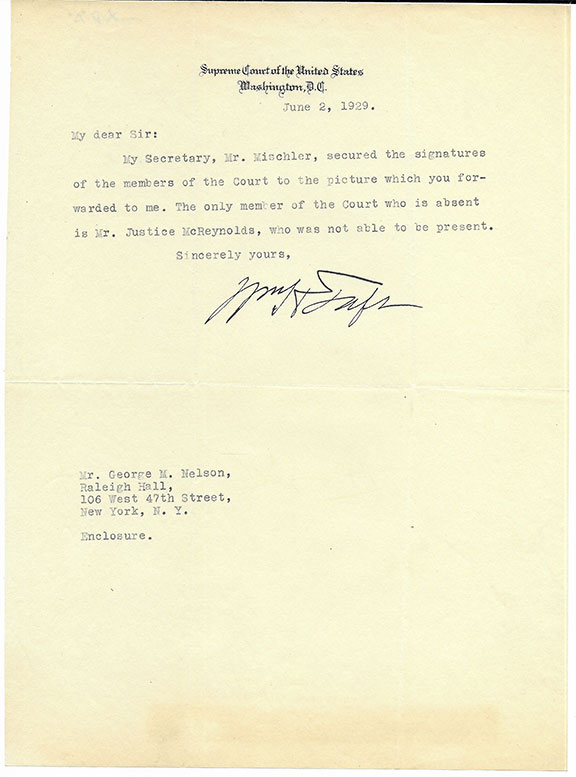 Supreme Court of the United States
Washington, D.C.
June 2, 1929.
My dear Sir:
My Secretary, Mr. Mischler, secured the signatures
of the members of the Court to the picture which you for-
warded to me. The only member of the Court who is absent
is Mr. Justice McReynolds, who was not able to be present.
Sincerely yours,
Wm H Taft
Mr. George M. Nelson,
Raleigh Hall,
106 West 47th Street,
New York, N. Y.
Enclosure.